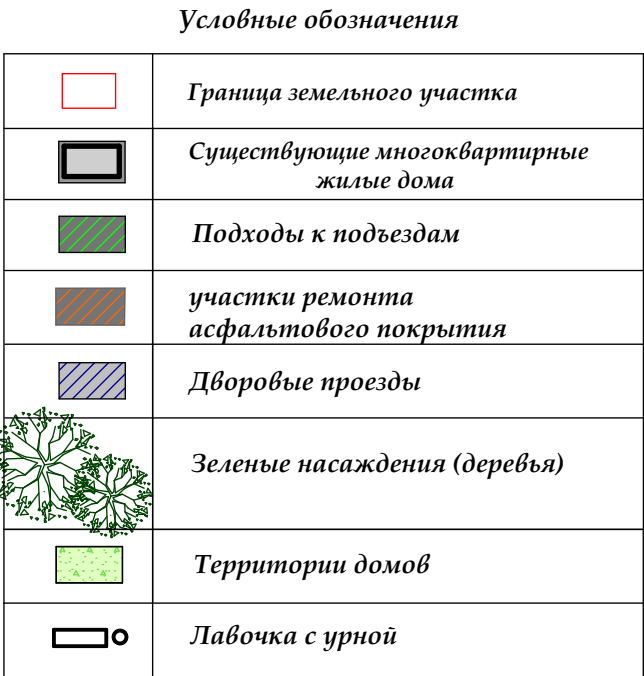 Условные обозначения
Граница земельного участка
Существующие многоквартирные
жилые дома
Подходы к подъездам
участки ремонта
асфальтового покрытия
Дворовые проезды
Зеленые насаждения (деревья)
Территории домов
Лавочка с урной